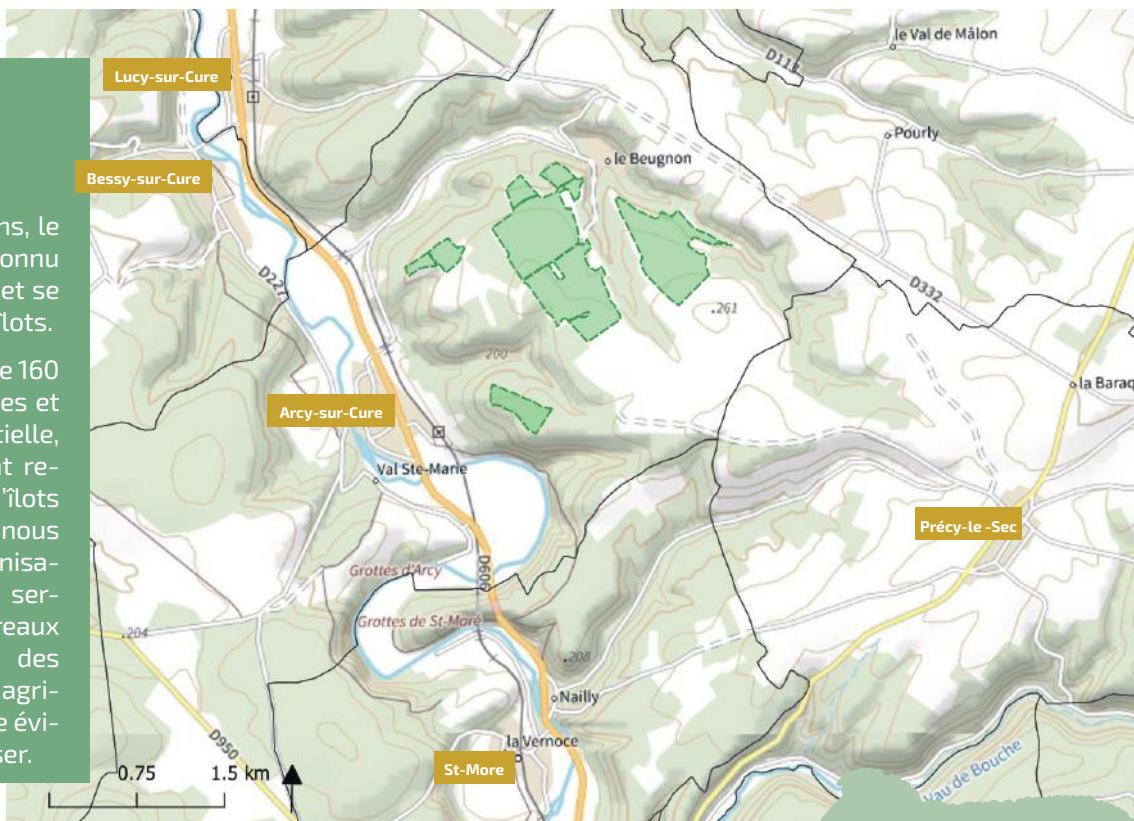 ns, le
onnu
et se
îlots.
e 160
es et
tielle,
nt re-
'îlots
nous
nisa-
ser-
reaux
des
agri-
e évi-
ser.
Lucy-sur-Cure
Bessy-sur-Cure
Arcy-sur-Cure
Précy-le -Sec
St-More
le Val de Mâlon
D113
Pourly
le Beugnon
D227
D332
.261
200
la Baraq
Val Ste-Marie
Grottes d'Arcy
D606
Grottes de St-Moré
.204
.208
Nailly
la Vernoce
D950
Vau de Bouche
0.75 1.5 km